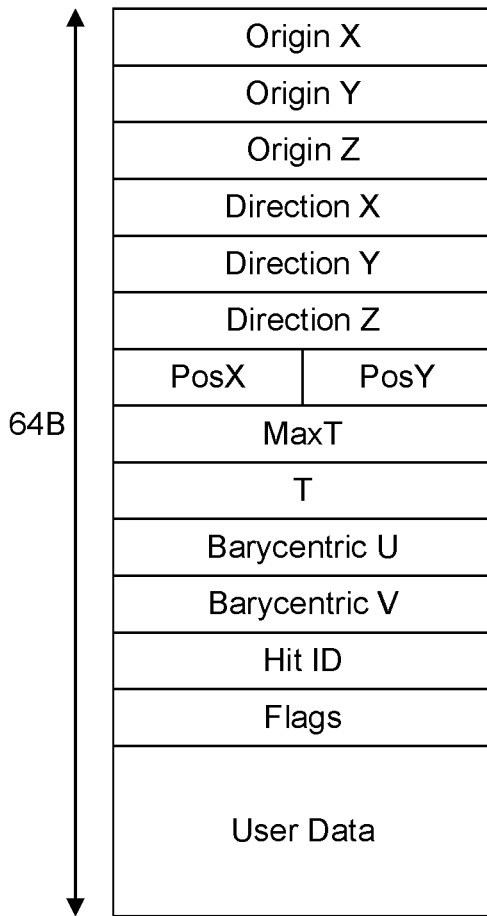 Origin X
Origin Y
Origin Z
Direction X
Direction Y
Direction Z
PosX PosY
64B
MaxT
T
Barycentric U
Barycentric V
Hit ID
Flags
User Data